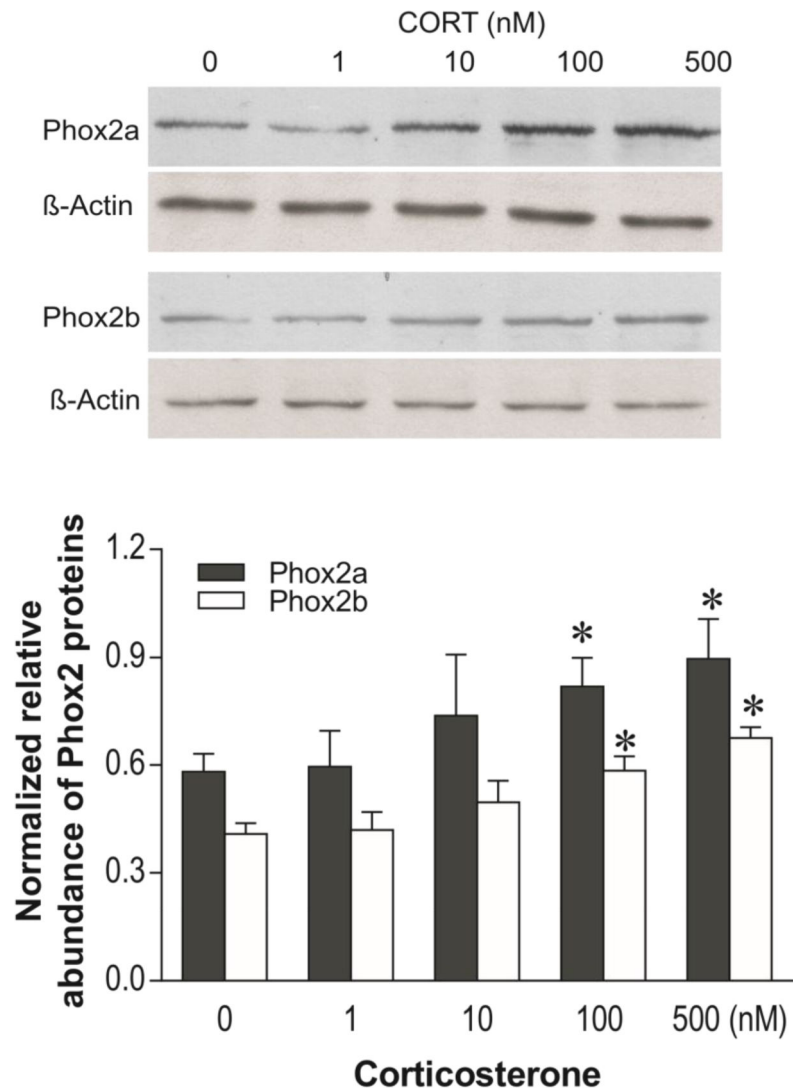 CORT (nM)
0 1 10 100 500
Phox2a
ß-Actin
Phox2b
ß-Actin
Normalized relative
abundance of Phox2 proteins
1.2
0.9
0.6
0.3
0.0
Phox2a
Phox2b
*
*
*
*
0 1 10 100 500 (nM)
Corticosterone